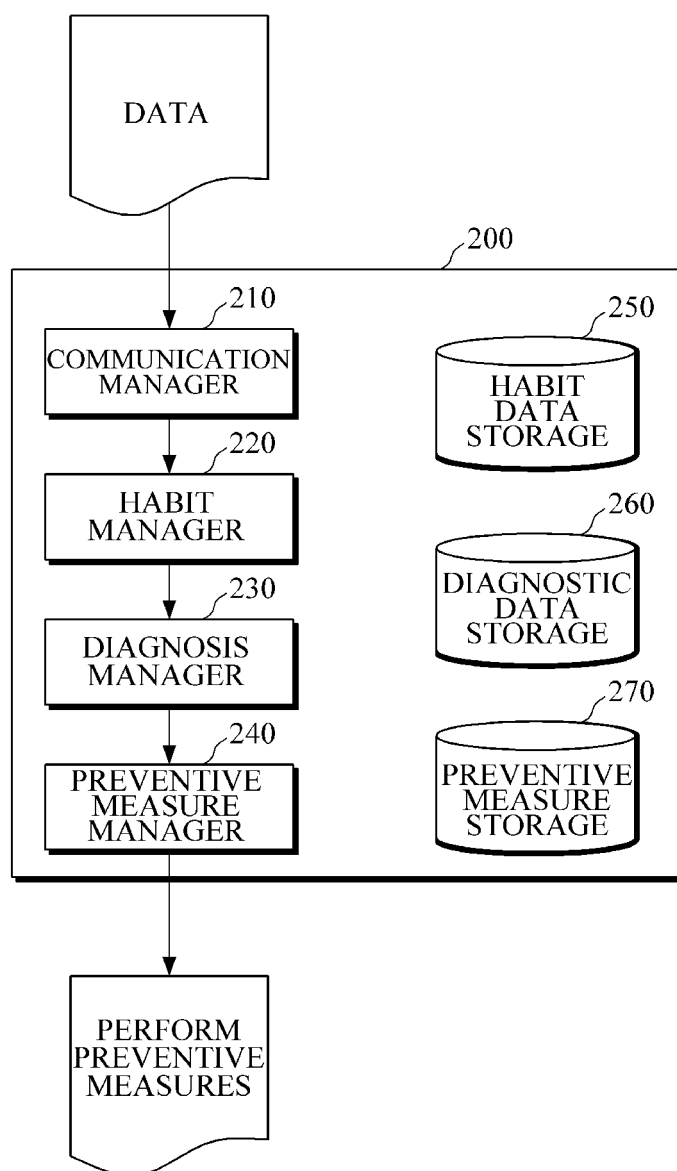 DATA
200
210
COMMUNICATION
MANAGER
220
HABIT
MANAGER
230
DIAGNOSIS
MANAGER
240
PREVENTIVE
MEASURE
MANAGER
250
HABIT
DATA
STORAGE
260
DIAGNOSTIC
DATA
STORAGE
270
PREVENTIVE
MEASURE
STORAGE
PERFORM
PREVENTIVE
MEASURES